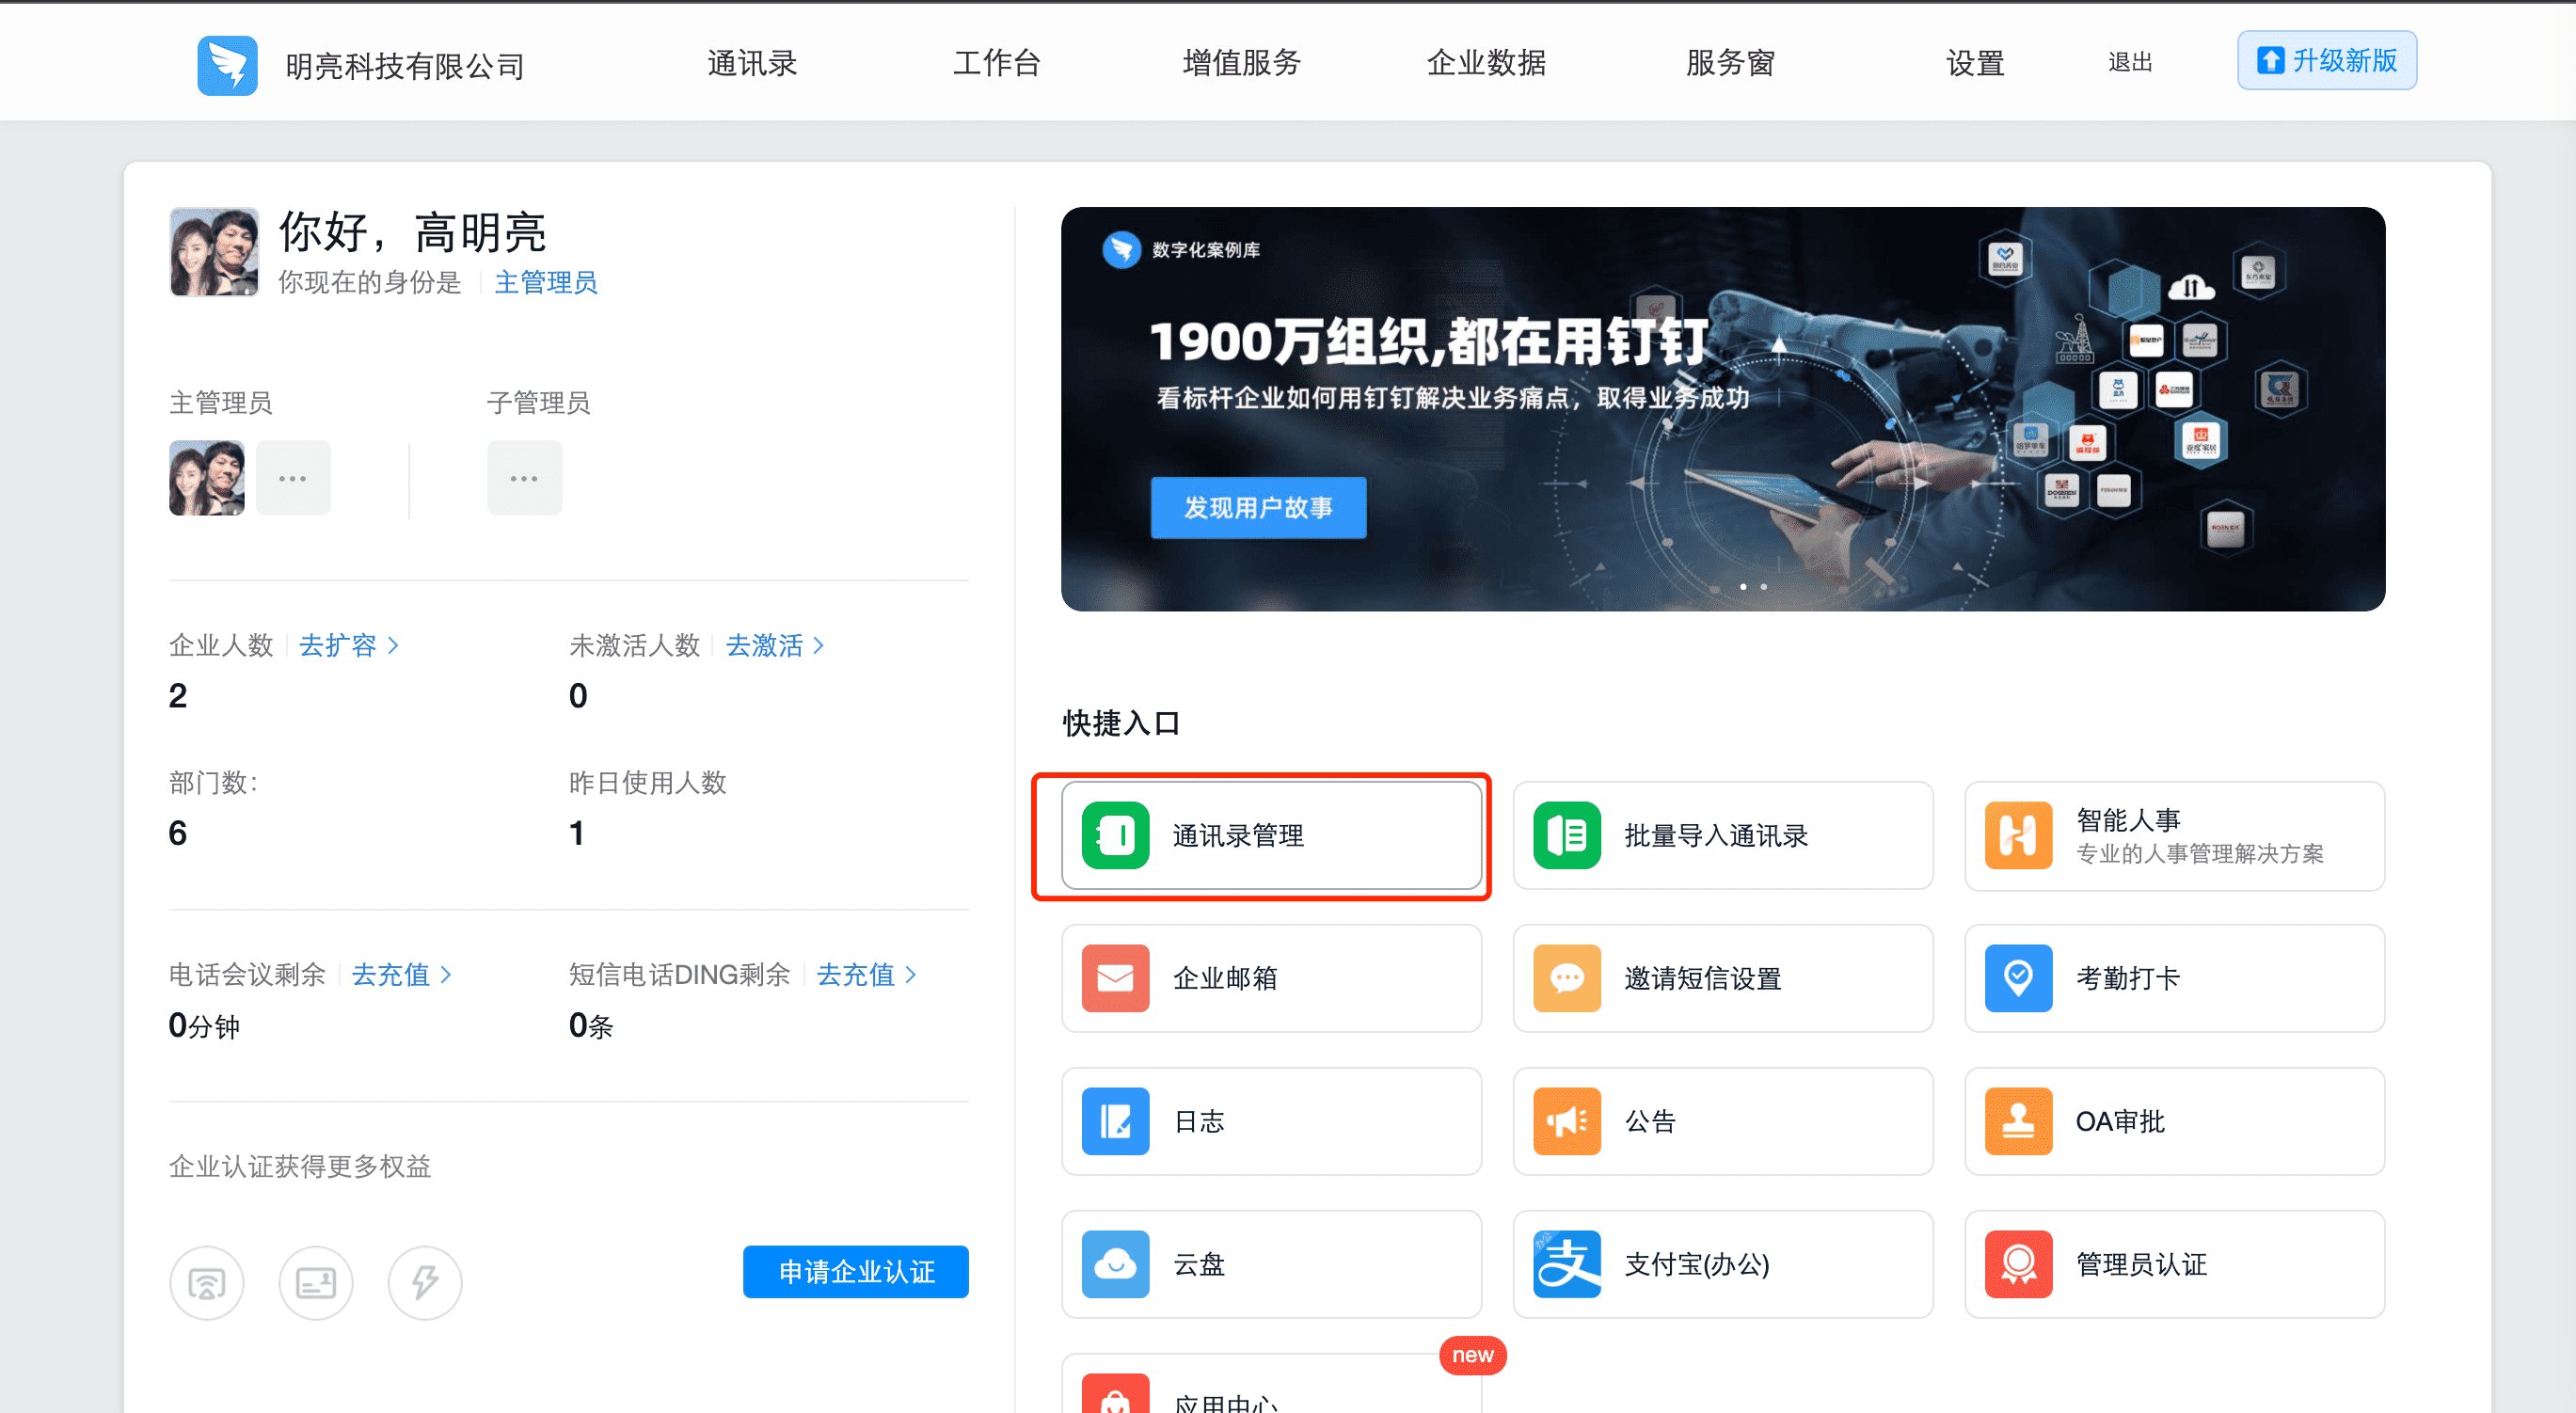 明亮科技有限公司
通讯录
工作台
增值服务
企业数据
服务窗
设置
退出
升级新版
你好，高明亮
你现在的身份是
主管理员
主管理员
子管理员
企业人数
去扩容
2
未激活人数
去激活
0
部门数：
6
昨日使用人数
1
电话会议剩余
去充值
0分钟
短信电话DING剩余
去充值
0条
企业认证获得更多权益
申请企业认证
数字化案例库
1900万组织,都在用钉钉
看标杆企业如何用钉钉解决业务痛点，取得业务成功
发现用户故事
快捷入口
通讯录管理
批量导入通讯录
智能人事
专业的人事管理解决方案
企业邮箱
邀请短信设置
考勤打卡
日志
公告
OA审批
云盘
支付宝(办公)
管理员认证
new
应用中心